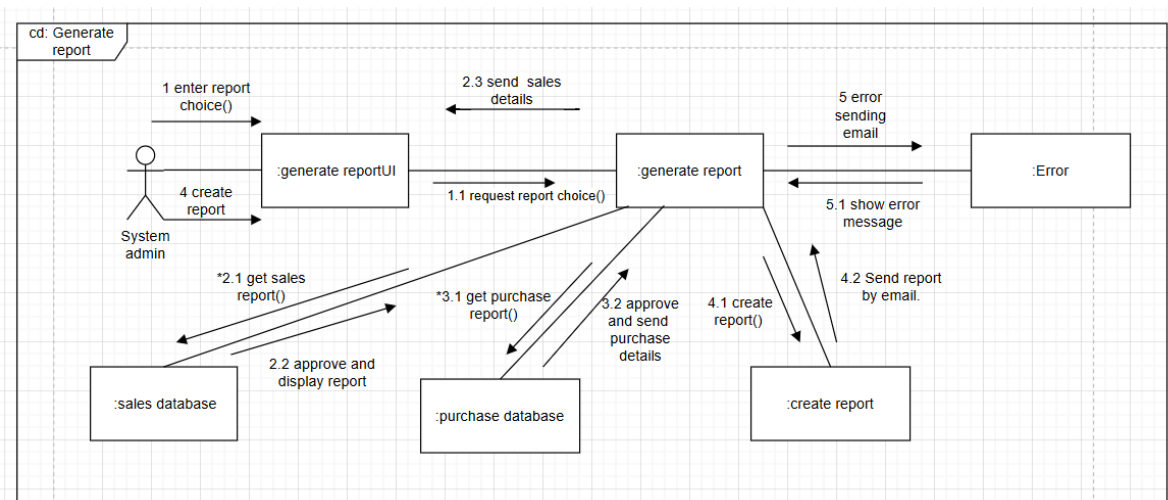 cd: Generate
report
1 enter report
choice()
2.3 send sales
details
5 error
sending
email
:generate reportUI
:generate report
:Error
4 create
report
1.1 request report choice()
5.1 show error
message
System
admin
*2.1 get sales
report()
*3.1 get purchase
report()
3.2 approve
and send
purchase
details
4.1 create
report()
4.2 Send report
by email.
2.2 approve and
display report
:sales database
:purchase database
:create report